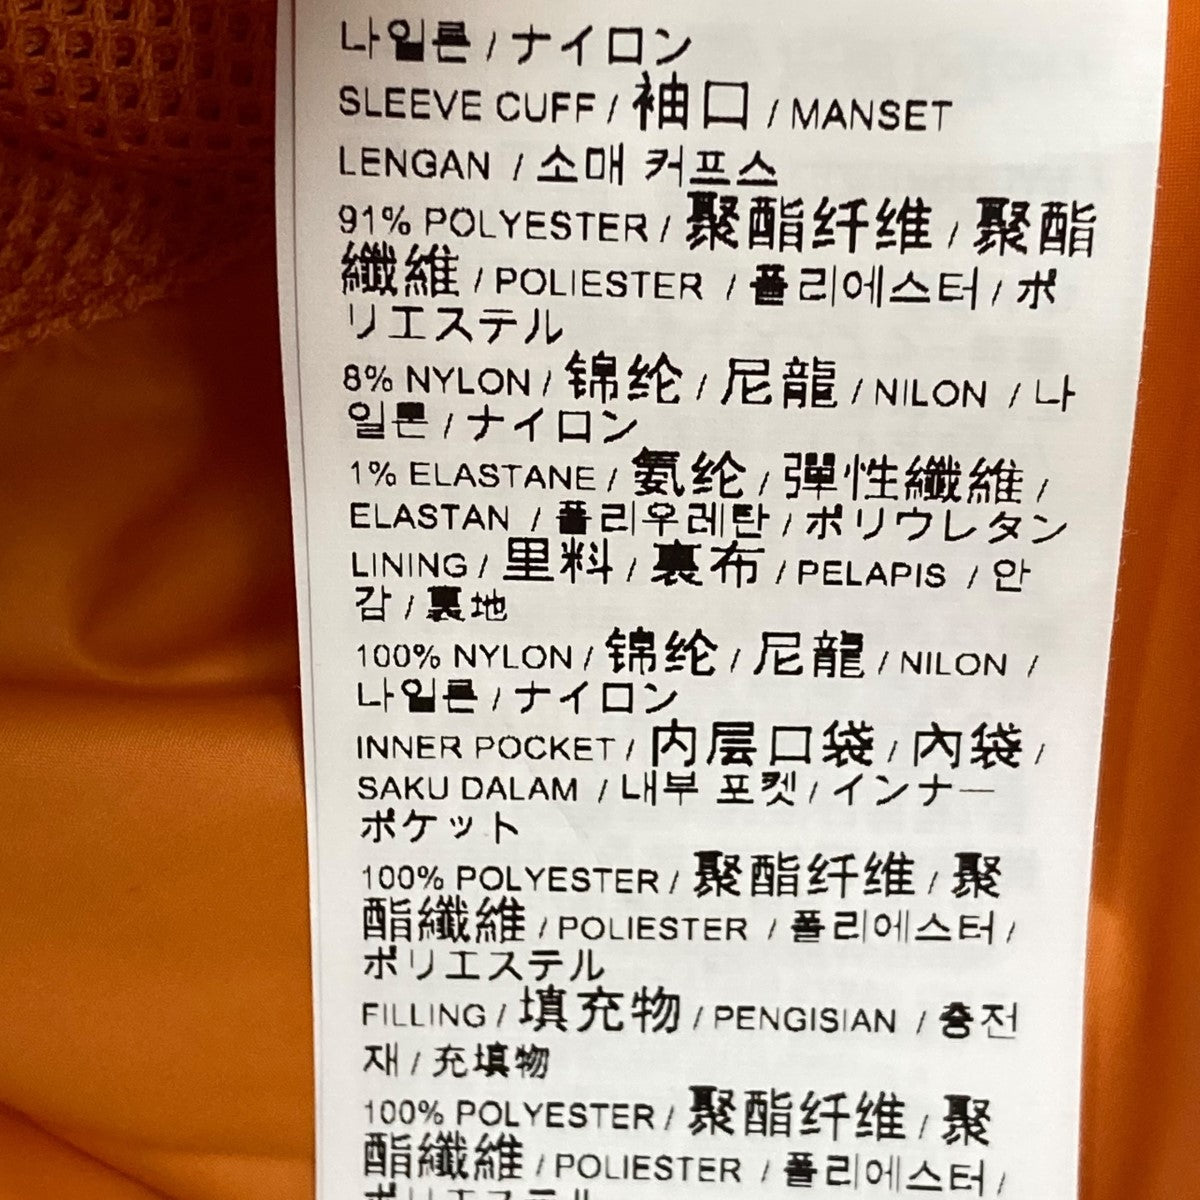 나일론 / ナイロン
SLEEVE CUFF / 袖口 / MANSET
LENGAN / 소매 커프스
91% POLYESTER / 聚酯纤维 / 聚酯
纖維 / POLIESTER / 폴리에스터 / ポ
リエステル
8% NYLON / 锦纶 / 尼龍 / NILON / 나
일론 / ナイロン
1% ELASTANE / 氨纶 / 彈性纖維 /
ELASTAN / 폴리우레탄 / ポリウレタン
LINING / 里料 / 裏布 / PELAPIS / 안
감 / 裏地
100% NYLON / 锦纶 / 尼龍 / NILON /
나일론 / ナイロン
INNER POCKET / 内层口袋 / 內袋 /
SAKU DALAM / 내부 포켓 / インナー
ポケット
100% POLYESTER / 聚酯纤维 / 聚
酯纖維 / POLIESTER / 폴리에스터 /
ポリエステル
FILLING / 填充物 / PENGISIAN / 충전
재 / 充填物
100% POLYESTER / 聚酯纤维 / 聚
酯纖維 / POLIESTER / 폴리에스터 /
ポリエステル